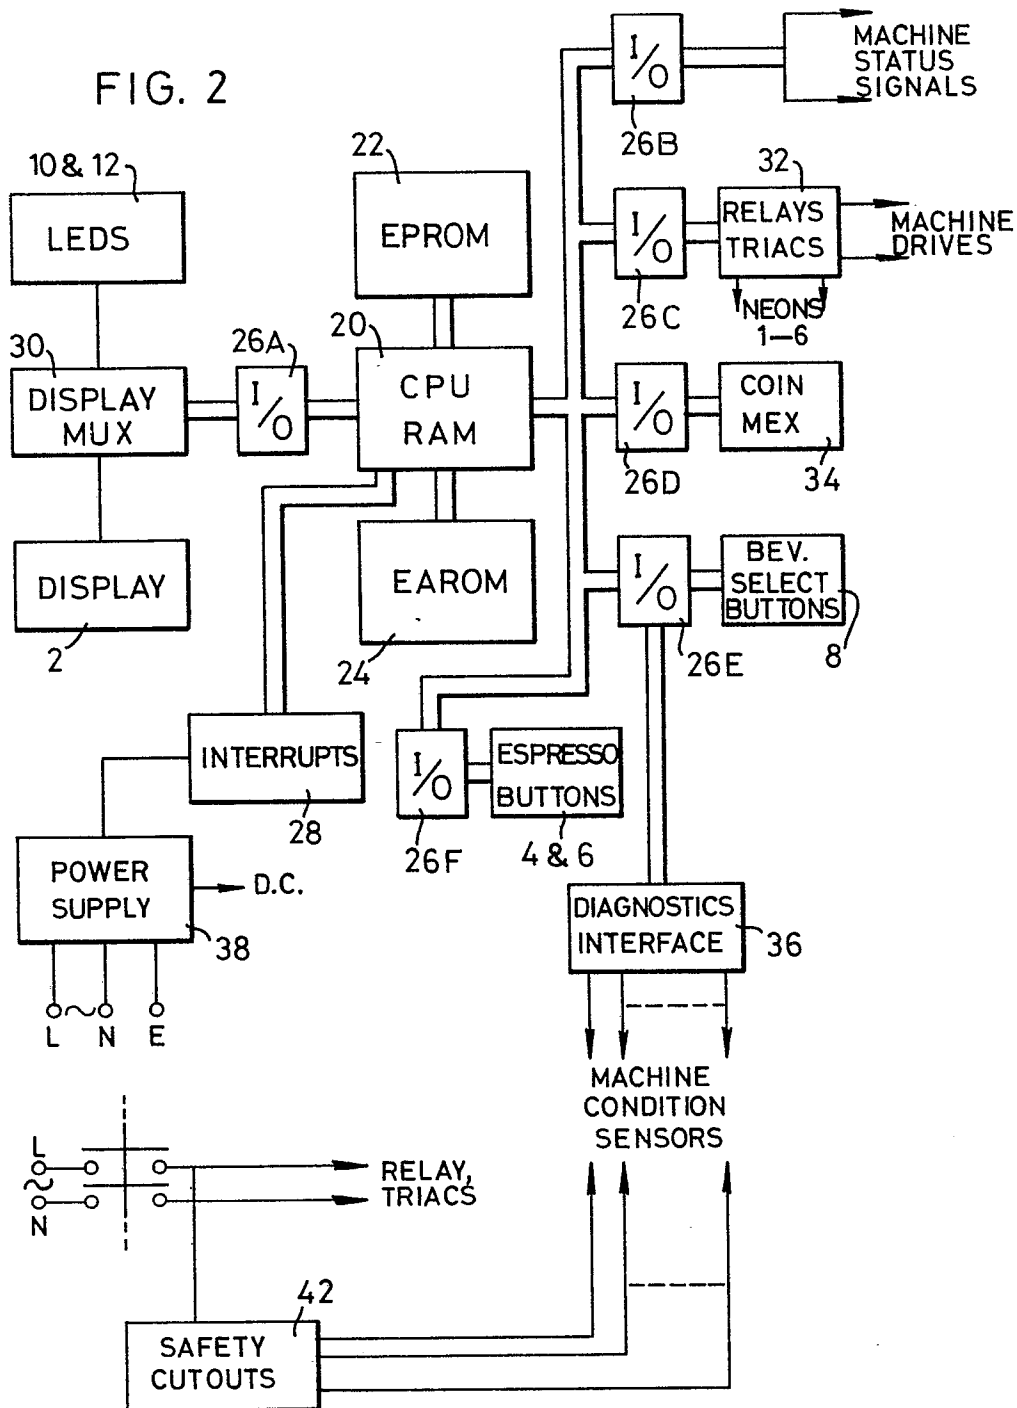 FIG. 2
I/O
26B
MACHINE
STATUS
SIGNALS
10 & 12
LEDS
22
EPROM
I/O
26C
32
RELAYS
TRIACS
MACHINE
DRIVES
NEONS
1—6
30
DISPLAY
MUX
26A
I/O
20
CPU
RAM
I/O
26D
COIN
MEX
34
DISPLAY
2
EAROM
24
I/O
26E
BEV.
SELECT
BUTTONS
8
INTERRUPTS
28
I/O
26F
ESPRESSO
BUTTONS
4 & 6
POWER
SUPPLY
38
D.C.
L ~ N E
DIAGNOSTICS
INTERFACE
36
MACHINE
CONDITION
SENSORS
L
~
N
RELAY,
TRIACS
42
SAFETY
CUTOUTS